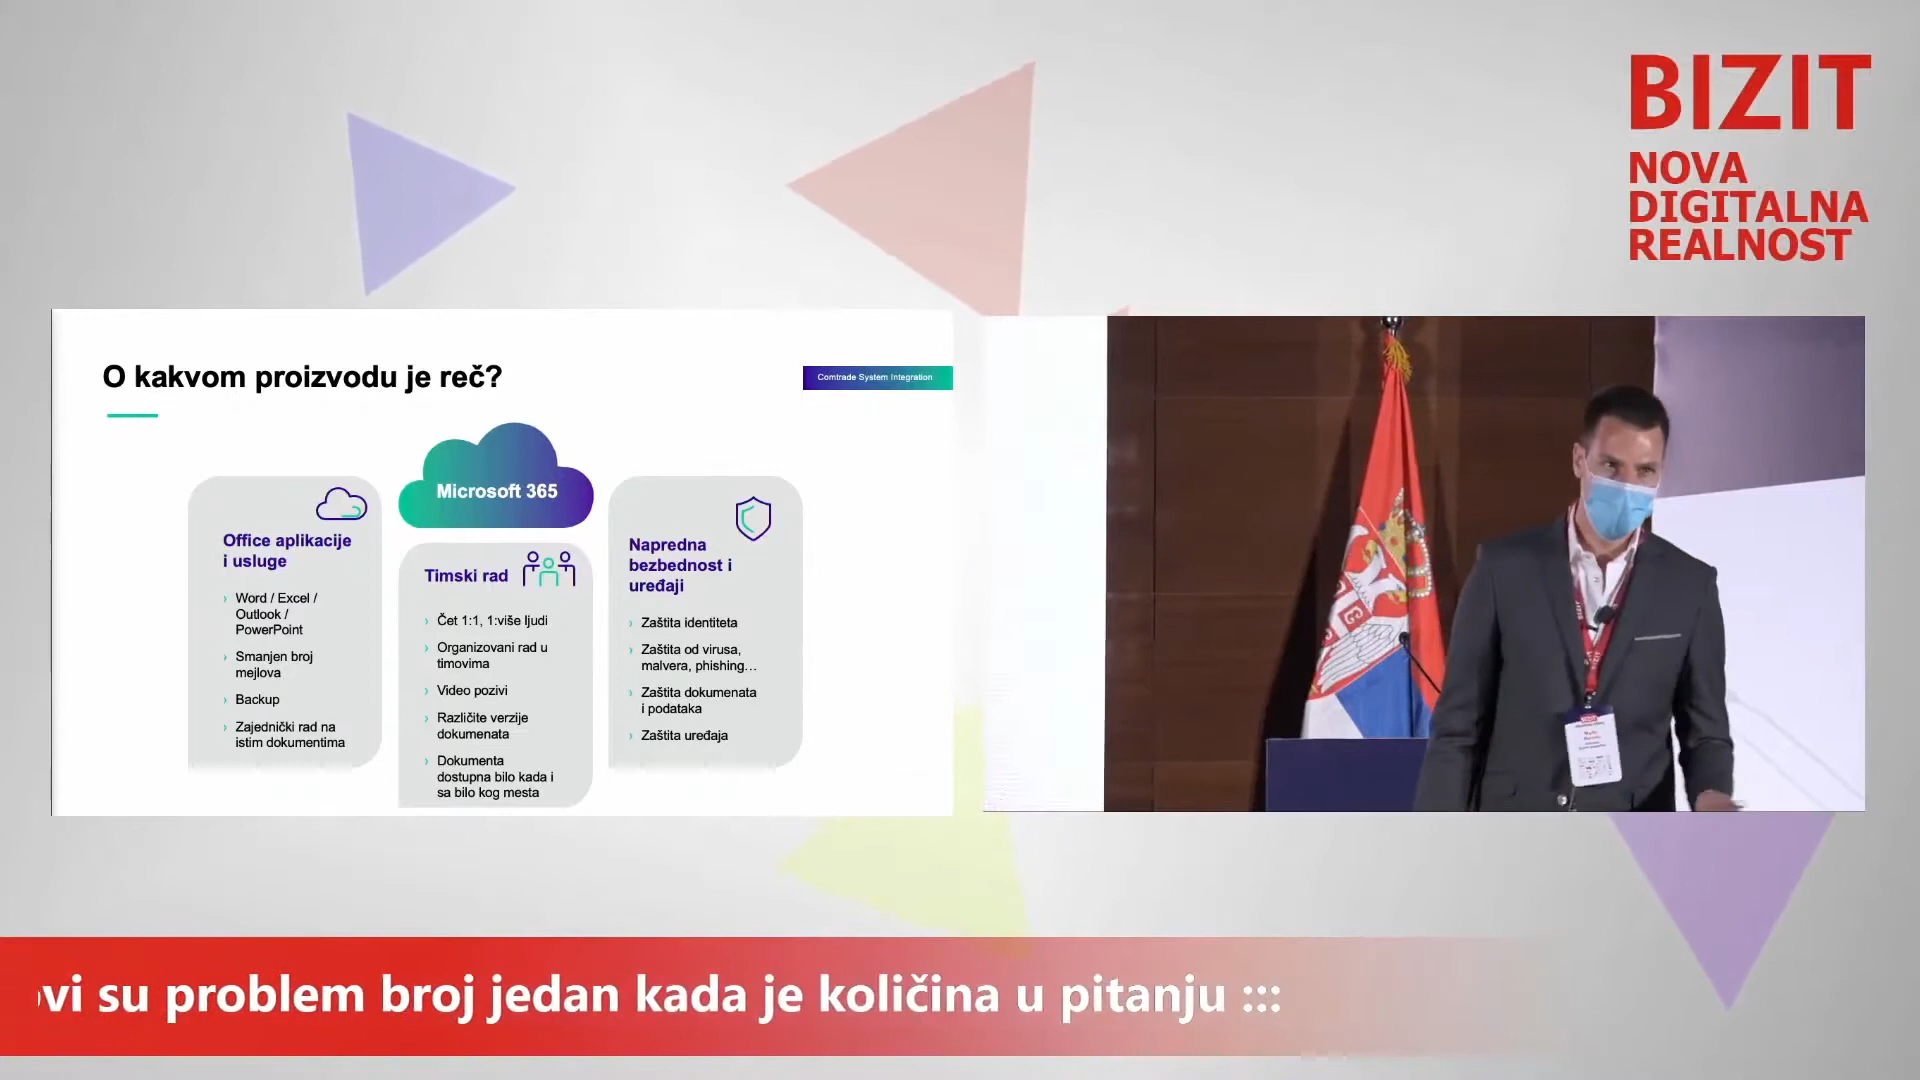 BIZIT
NOVA
DIGITALNA
REALNOST
O kakvom proizvodu je reč?
Comtrade System Integration
Microsoft 365
Office aplikacije
i usluge
Word / Excel /
Outlook /
PowerPoint
Smanjen broj
mejlova
Backup
Zajednički rad na
istim dokumentima
Timski rad
Čet 1:1, 1:više ljudi
Organizovani rad u
timovima
Video pozivi
Različite verzije
dokumenata
Dokumenta
dostupna bilo kada i
sa bilo kog mesta
Napredna
bezbednost i
uređaji
Zaštita identiteta
Zaštita od virusa,
malvera, phishing...
Zaštita dokumenata
i podataka
Zaštita uređaja
vi su problem broj jedan kada je količina u pitanju :::